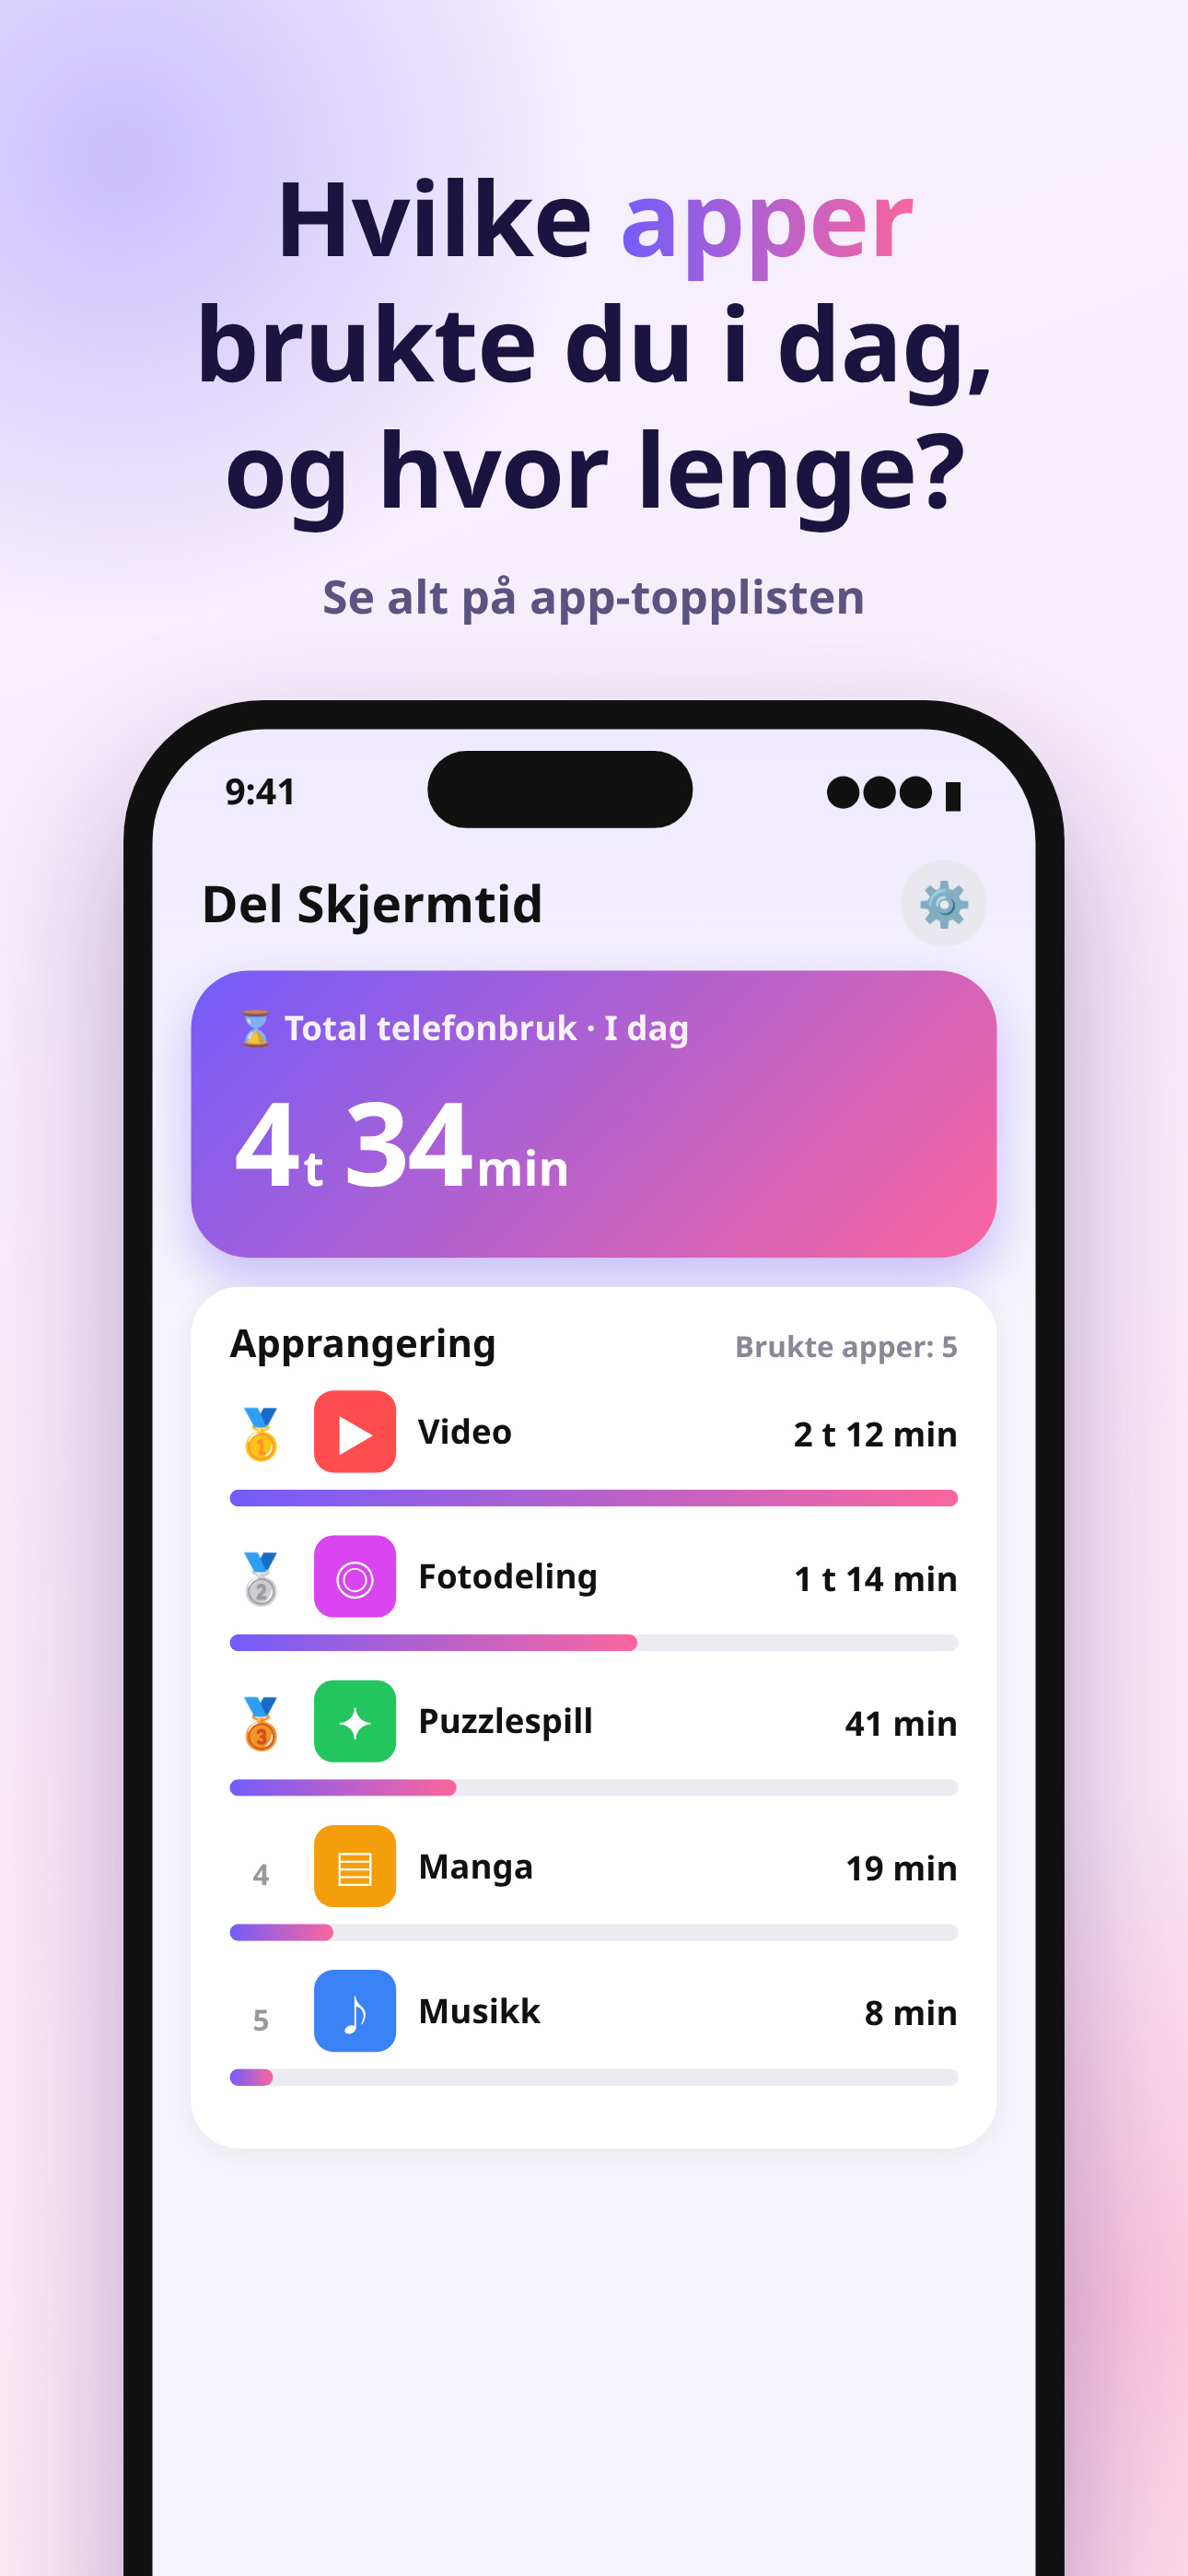 Hvilke apper
brukte du i dag,
og hvor lenge?
Se alt på app-topplisten
9:41
Del Skjermtid
⌛ Total telefonbruk · I dag
4t 34min
Apprangering
Brukte apper: 5
🥇 Video 2 t 12 min
🥈 Fotodeling 1 t 14 min
🥉 Puzzlespill 41 min
4 Manga 19 min
5 Musikk 8 min